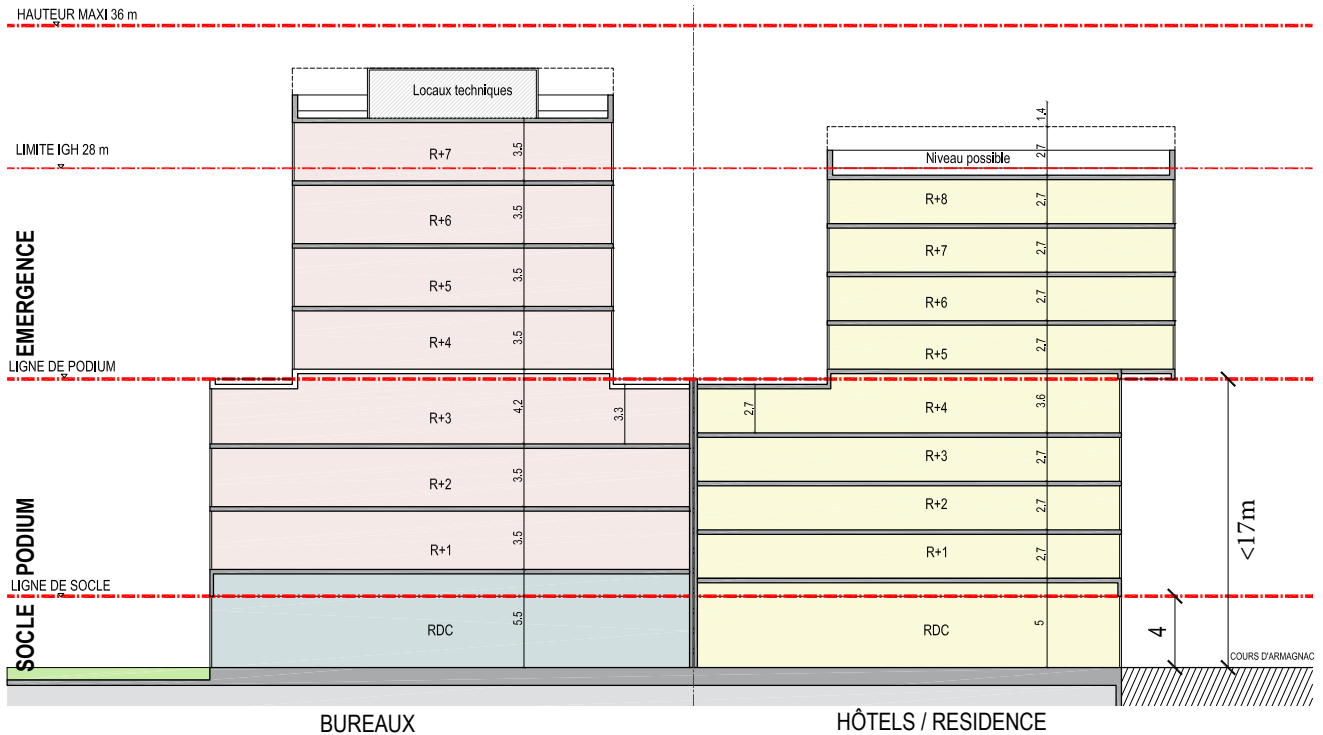 HAUTEUR MAXI 36 m
Locaux techniques
1.4
LIMITE IGH 28 m
R+7
3.5
Niveau possible
2.7
R+6
3.5
R+8
2.7
R+7
2.7
R+5
3.5
R+6
2.7
R+4
3.5
R+5
2.7
EMERGENCE
LIGNE DE PODIUM
R+3
4.2
3.3
2.7
R+4
3.6
R+2
3.5
R+3
2.7
R+2
2.7
R+1
3.5
R+1
2.7
PODIUM
<17m
LIGNE DE SOCLE
SOCLE
RDC
5.5
RDC
5
4
COURS D'ARMAGNAC
BUREAUX
HÔTELS / RESIDENCE